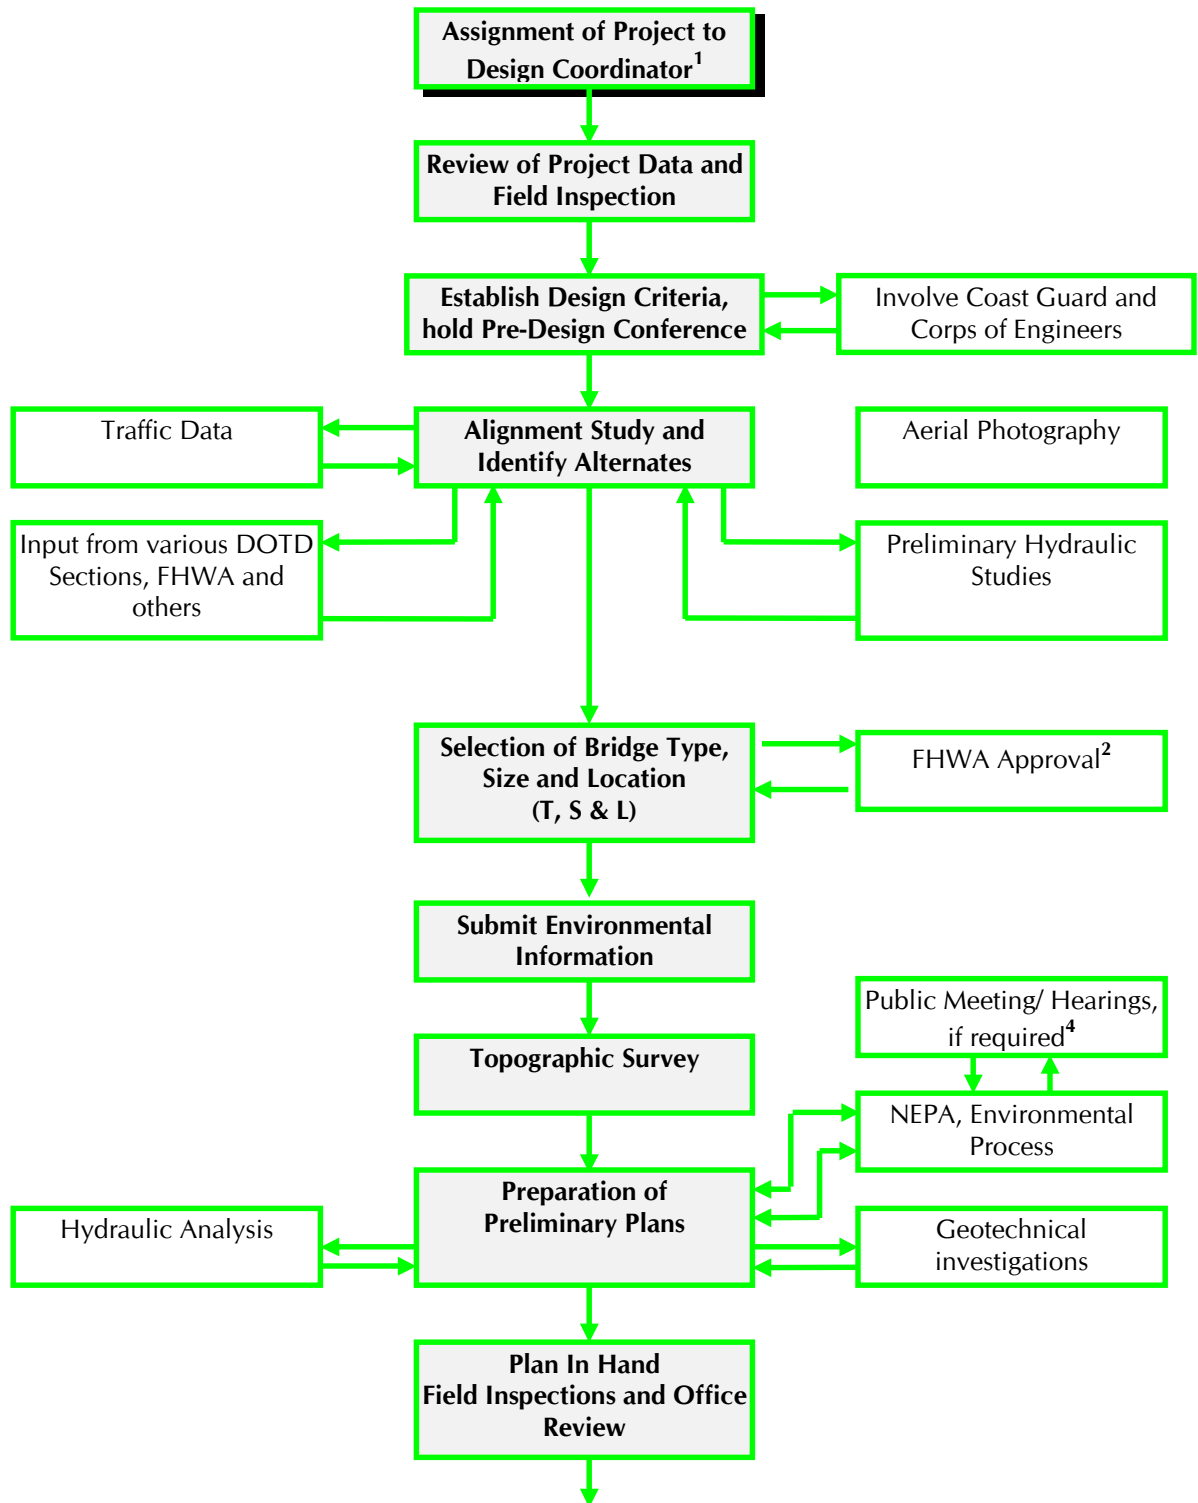 Assignment of Project to
Design Coordinator1
Review of Project Data and
Field Inspection
Establish Design Criteria,
hold Pre-Design Conference
Involve Coast Guard and
Corps of Engineers
Traffic Data
Alignment Study and
Identify Alternates
Aerial Photography
Input from various DOTD
Sections, FHWA and
others
Preliminary Hydraulic
Studies
Selection of Bridge Type,
Size and Location
(T, S & L)
FHWA Approval2
Submit Environmental
Information
Public Meeting/ Hearings,
if required4
Topographic Survey
NEPA, Environmental
Process
Preparation of
Preliminary Plans
Hydraulic Analysis
Geotechnical
investigations
Plan In Hand
Field Inspections and Office
Review